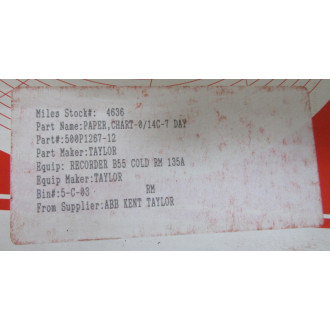 Miles Stock#: 4636
Part Name:PAPER,CHART-0/14C-7 DAY
Part#:500P1267-12
Part Maker:TAYLOR
Equip: RECORDER B55 COLD RM 135A
Equip Maker:TAYLOR
Bin#:5-C-03 RM
From Supplier:ABB KENT TAYLOR